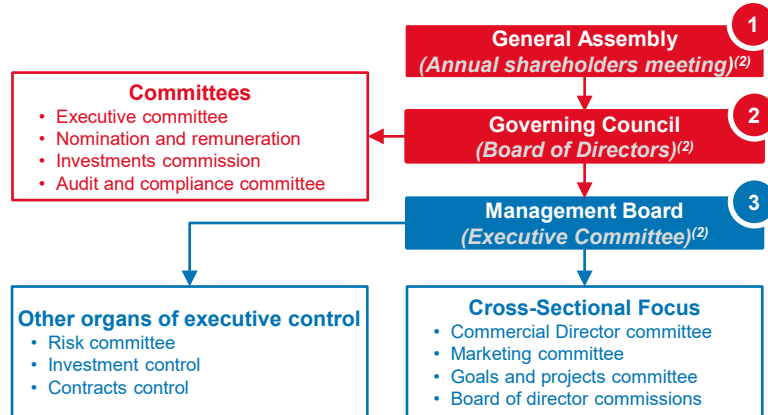 1
General Assembly
(Annual shareholders meeting)(2)
Committees
• Executive committee
• Nomination and remuneration
• Investments commission
• Audit and compliance committee
2
Governing Council
(Board of Directors)(2)
3
Management Board
(Executive Committee)(2)
Other organs of executive control
• Risk committee
• Investment control
• Contracts control
Cross-Sectional Focus
• Commercial Director committee
• Marketing committee
• Goals and projects committee
• Board of director commissions